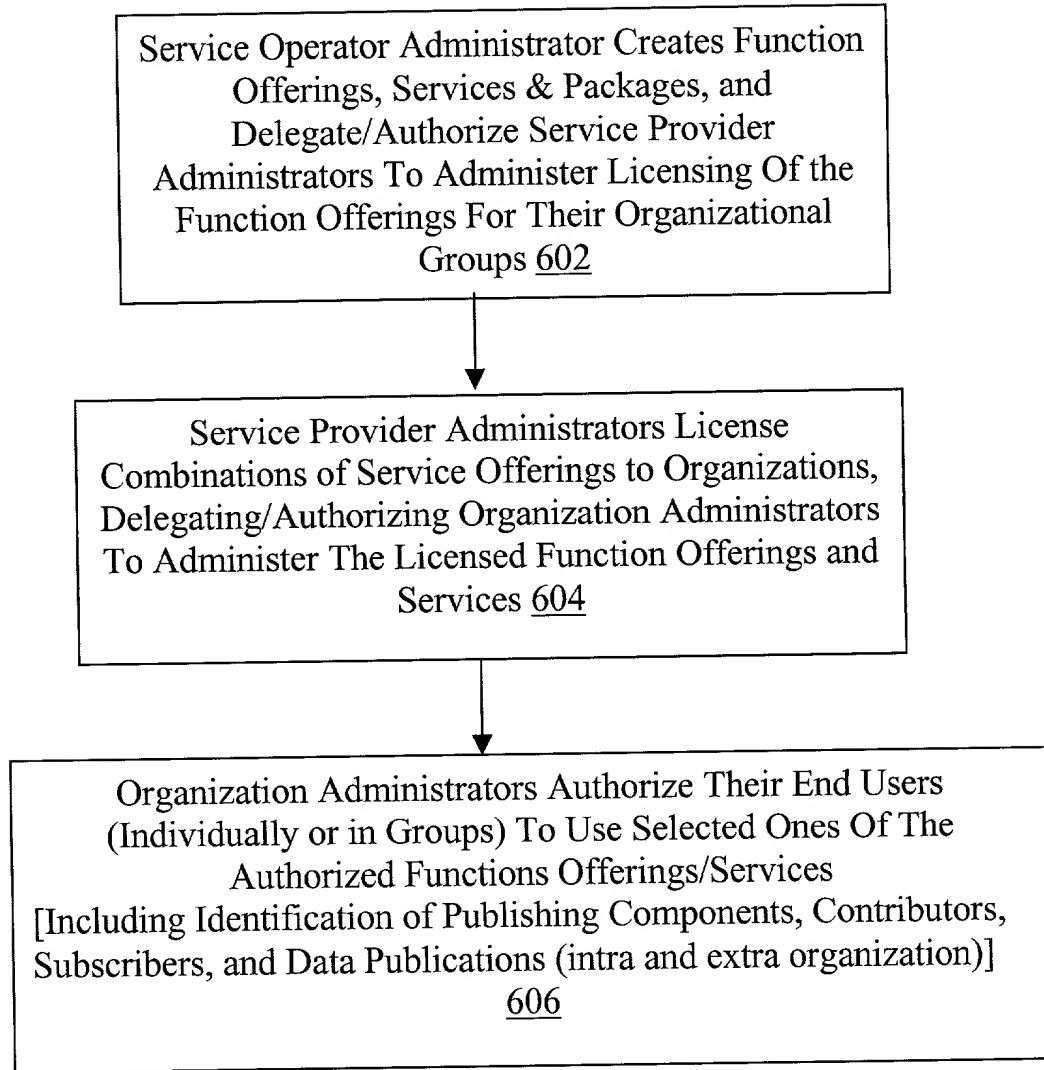 Service Operator Administrator Creates Function
Offerings, Services & Packages, and
Delegate/Authorize Service Provider
Administrators To Administer Licensing Of the
Function Offerings For Their Organizational
Groups 602
Service Provider Administrators License
Combinations of Service Offerings to Organizations,
Delegating/Authorizing Organization Administrators
To Administer The Licensed Function Offerings and
Services 604
Organization Administrators Authorize Their End Users
(Individually or in Groups) To Use Selected Ones Of The
Authorized Functions Offerings/Services
[Including Identification of Publishing Components, Contributors,
Subscribers, and Data Publications (intra and extra organization)]
606